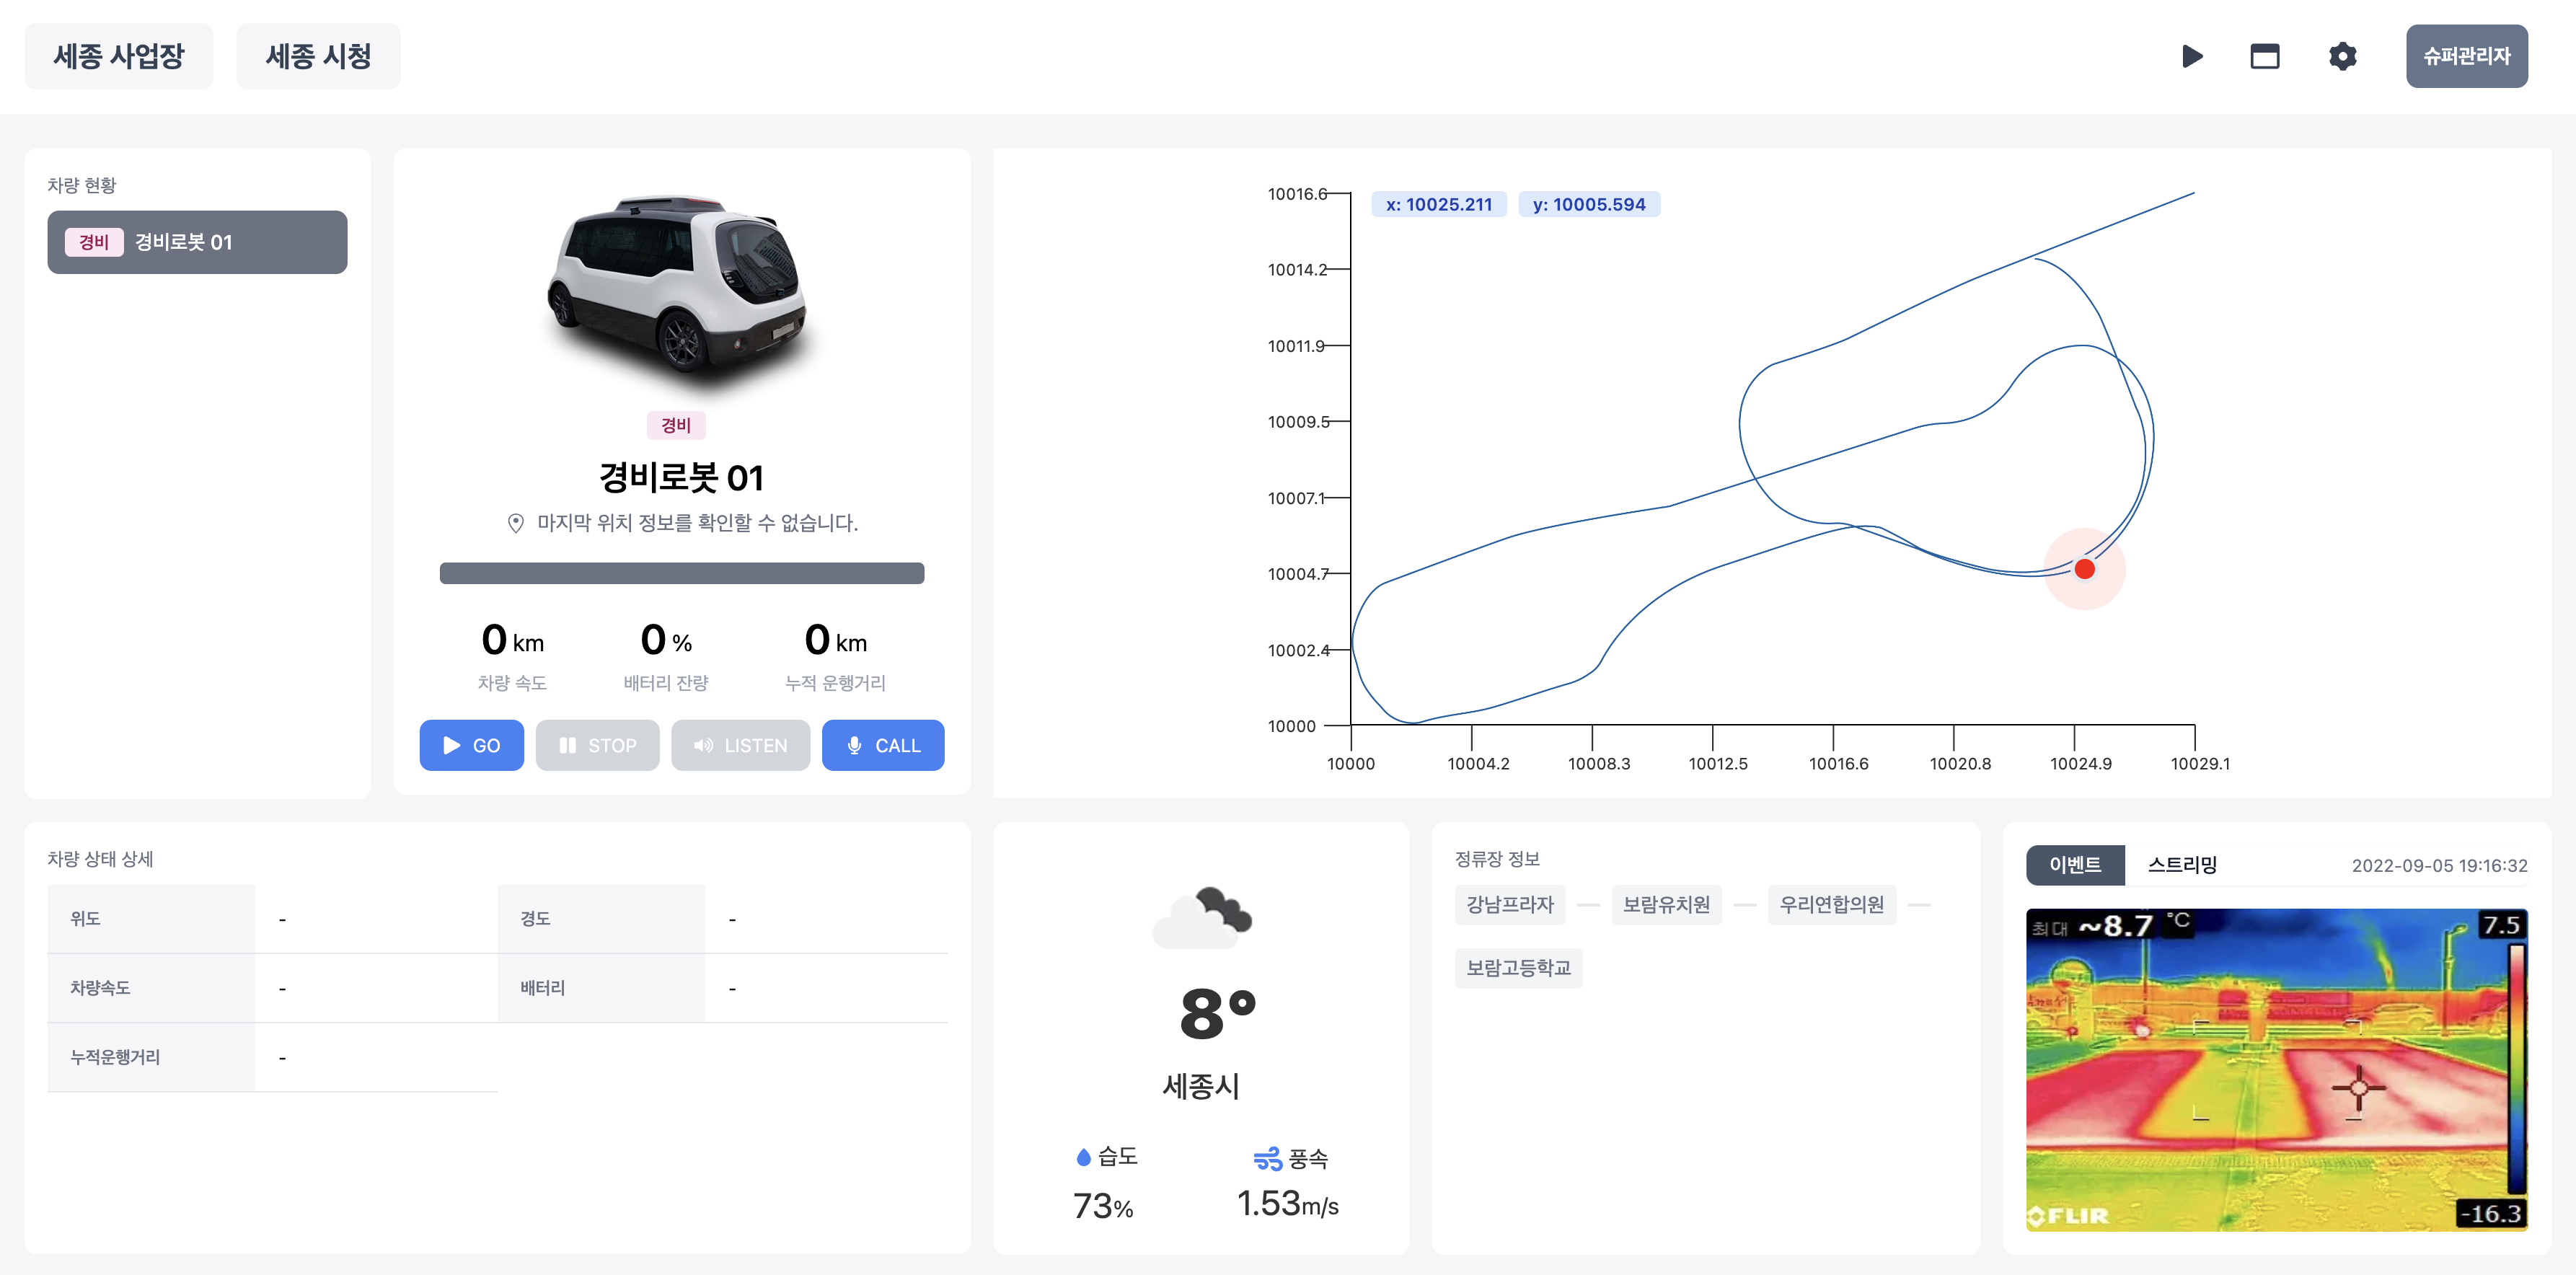 세종 사업장
세종 시청
슈퍼관리자
차량 현황
경비 경비로봇 01
경비
경비로봇 01
마지막 위치 정보를 확인할 수 없습니다.
0 km
차량 속도
0 %
배터리 잔량
0 km
누적 운행거리
GO
STOP
LISTEN
CALL
x: 10025.211
y: 10005.594
10016.6
10014.2
10011.9
10009.5
10007.1
10004.7
10002.4
10000
10000 10004.2 10008.3 10012.5 10016.6 10020.8 10024.9 10029.1
차량 상태 상세
위도 -
경도 -
차량속도 -
배터리 -
누적운행거리 -
8°
세종시
습도
73%
풍속
1.53m/s
정류장 정보
강남프라자
보람유치원
우리연합의원
보람고등학교
이벤트
스트리밍
2022-09-05 19:16:32
최대 ~8.7 °C
7.5
-16.3
FLIR